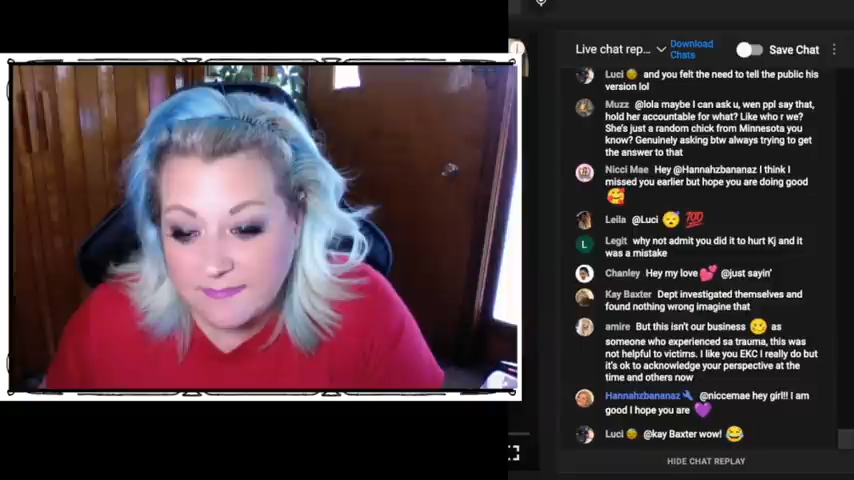 Live chat rep...
Download
Chats
Save Chat
Luci and you felt the need to tell the public his
version lol
Muzz @lola maybe I can ask u, wen ppl say that,
hold her accountable for what? Like who r we?
She's just a random chick from Minnesota you
know? Genuinely asking btw always trying to get
the answer to that
Nicci Mae Hey @Hannahzbananaz I think I
missed you earlier but hope you are doing good
🥰
Leila @Luci 😴 💯
L
Legit why not admit you did it to hurt Kj and it
was a mistake
Chanley Hey my love 💕 @just sayin'
Kay Baxter Dept investigated themselves and
found nothing wrong imagine that
amire But this isn't our business 🥴 as
someone who experienced sa trauma, this was
not helpful to victims. I like you EKC I really do but
it's ok to acknowledge your perspective at the
time and others now
Hannahzbananaz @niccemae hey girl!! I am
good I hope you are 💜
Luci @kay Baxter wow! 😂
HIDE CHAT REPLAY